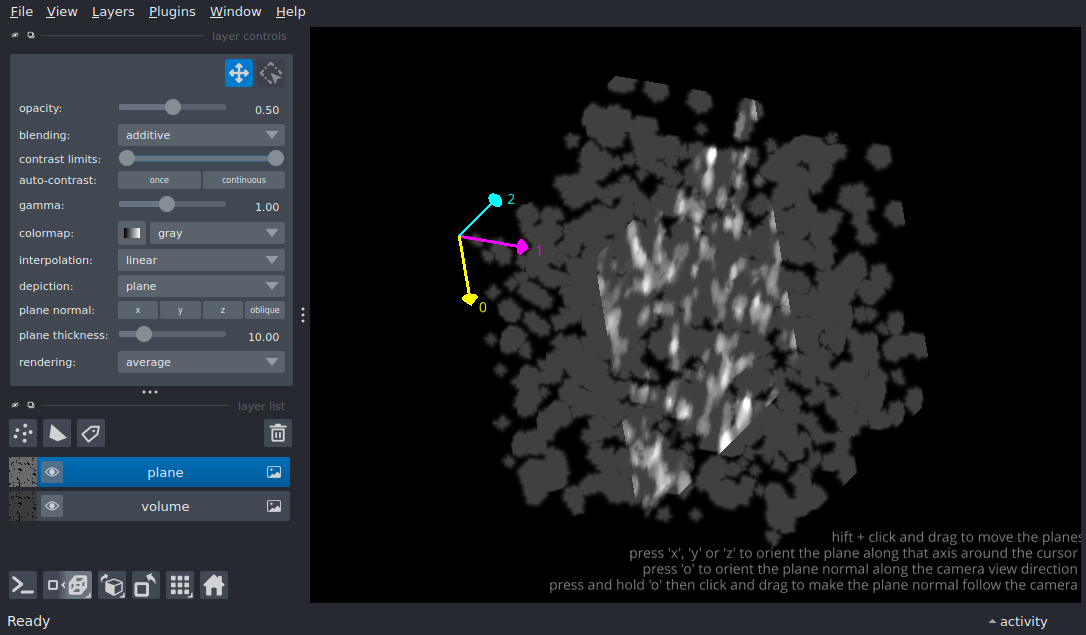 File View Layers Plugins Window Help
layer controls
opacity: 0.50
blending: additive
contrast limits:
auto-contrast: once continuous
gamma: 1.00
colormap: gray
interpolation: linear
depiction: plane
plane normal: x y z oblique
plane thickness: 10.00
rendering: average
layer list
plane
volume
2
1
0
hift + click and drag to move the planes
press 'x', 'y' or 'z' to orient the plane along that axis around the cursor
press 'o' to orient the plane normal along the camera view direction
press and hold 'o' then click and drag to make the plane normal follow the camera
Ready activity